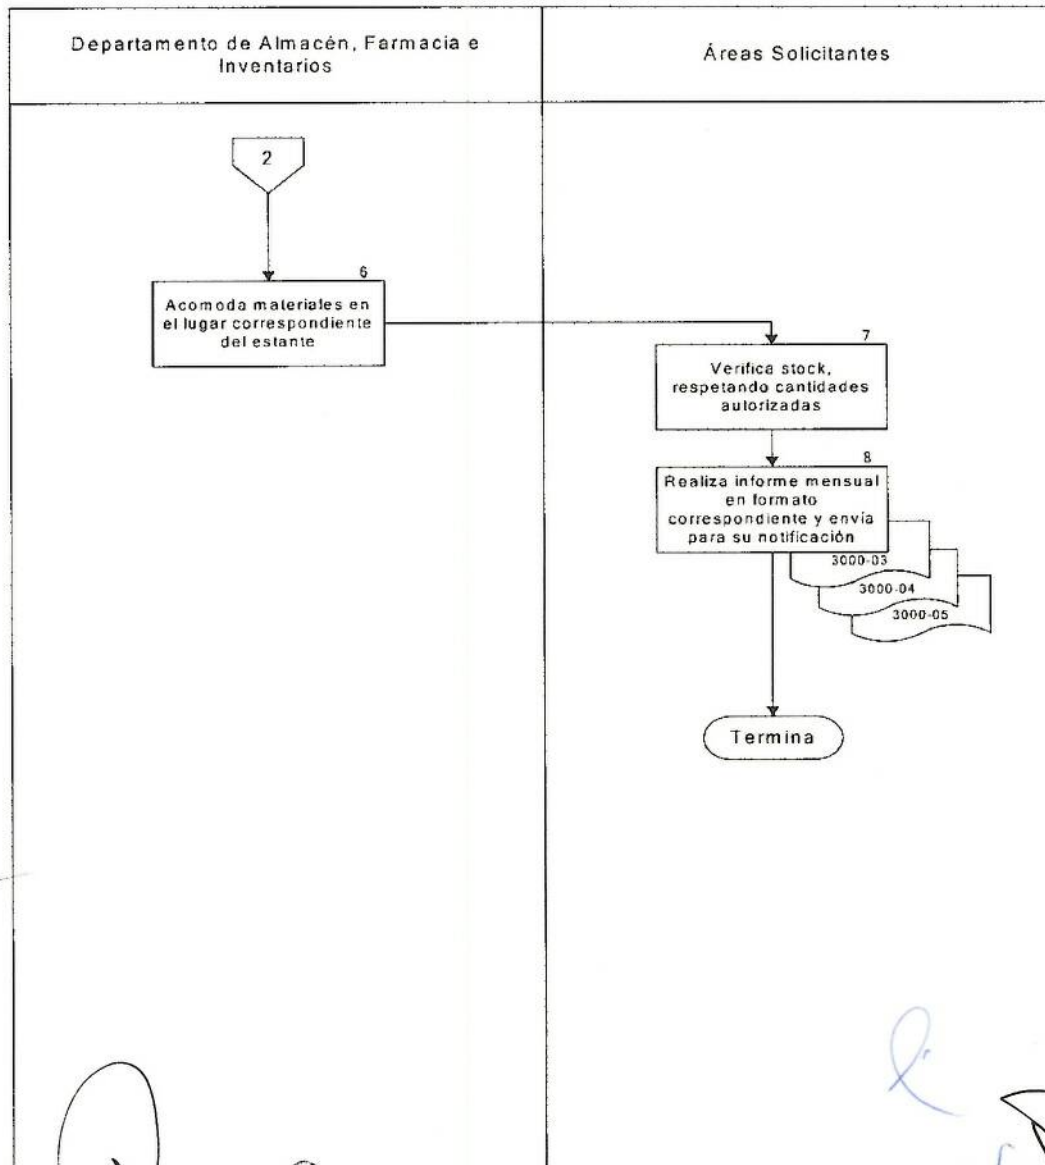 Departamento de Almacén, Farmacia e
Inventarios
Áreas Solicitantes
2
6
Acomoda materiales en
el lugar correspondiente
del estante
7
Verifica stock,
respetando cantidades
autorizadas
8
Realiza informe mensual
en formato
correspondiente y envía
para su notificación
3000-03
3000-04
3000-05
Termina